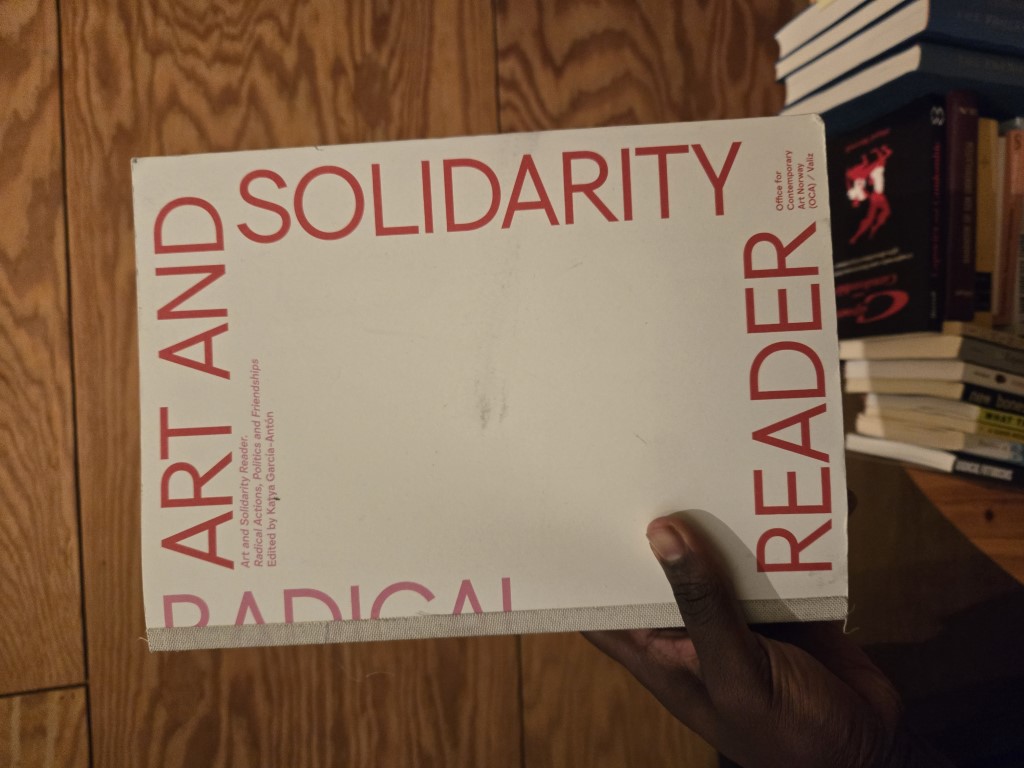 ART AND
SOLIDARITY
READER
RADICAL
Art and Solidarity Reader.
Radical Actions, Politics and Friendships
Edited by Katya García-Antón
Office for
Contemporary
Art Norway
(OCA) / Valiz